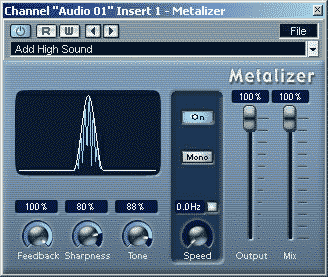 Channel "Audio 01" Insert 1 - Metalizer
R W File
Add High Sound
Metalizer
100 % 100 %
On
Mono
100 % 80 % 88 % 0.0Hz
Feedback Sharpness Tone Speed Output Mix